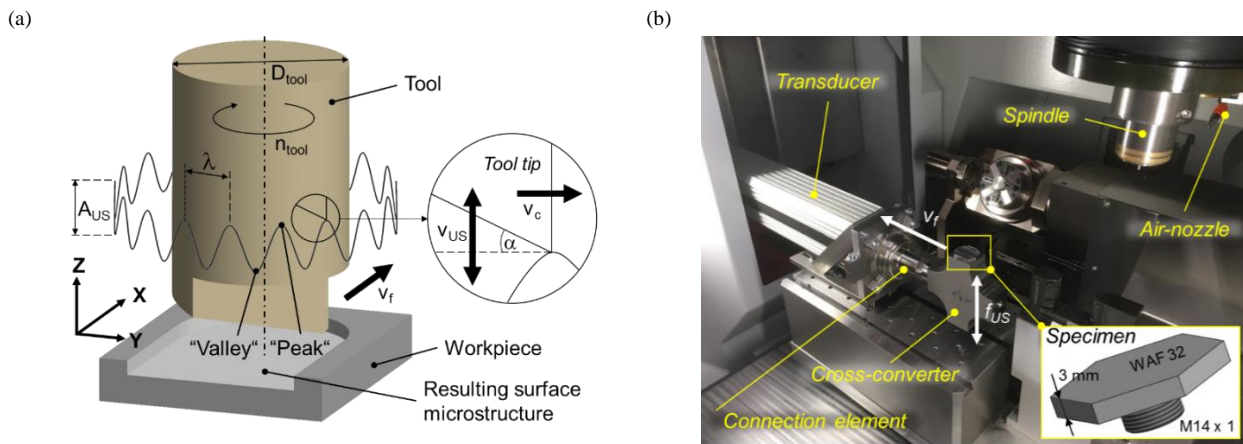 (a)
D_tool
Tool
n_tool
λ
Tool tip
A_US
v_c
v_US
α
Z
X
v_f
Y
“Valley“
“Peak“
Workpiece
Resulting surface
microstructure
(b)
Transducer
Spindle
v_f
Air-nozzle
f_US
Specimen
WAF 32
3 mm
Cross-converter
Connection element
M14 x 1